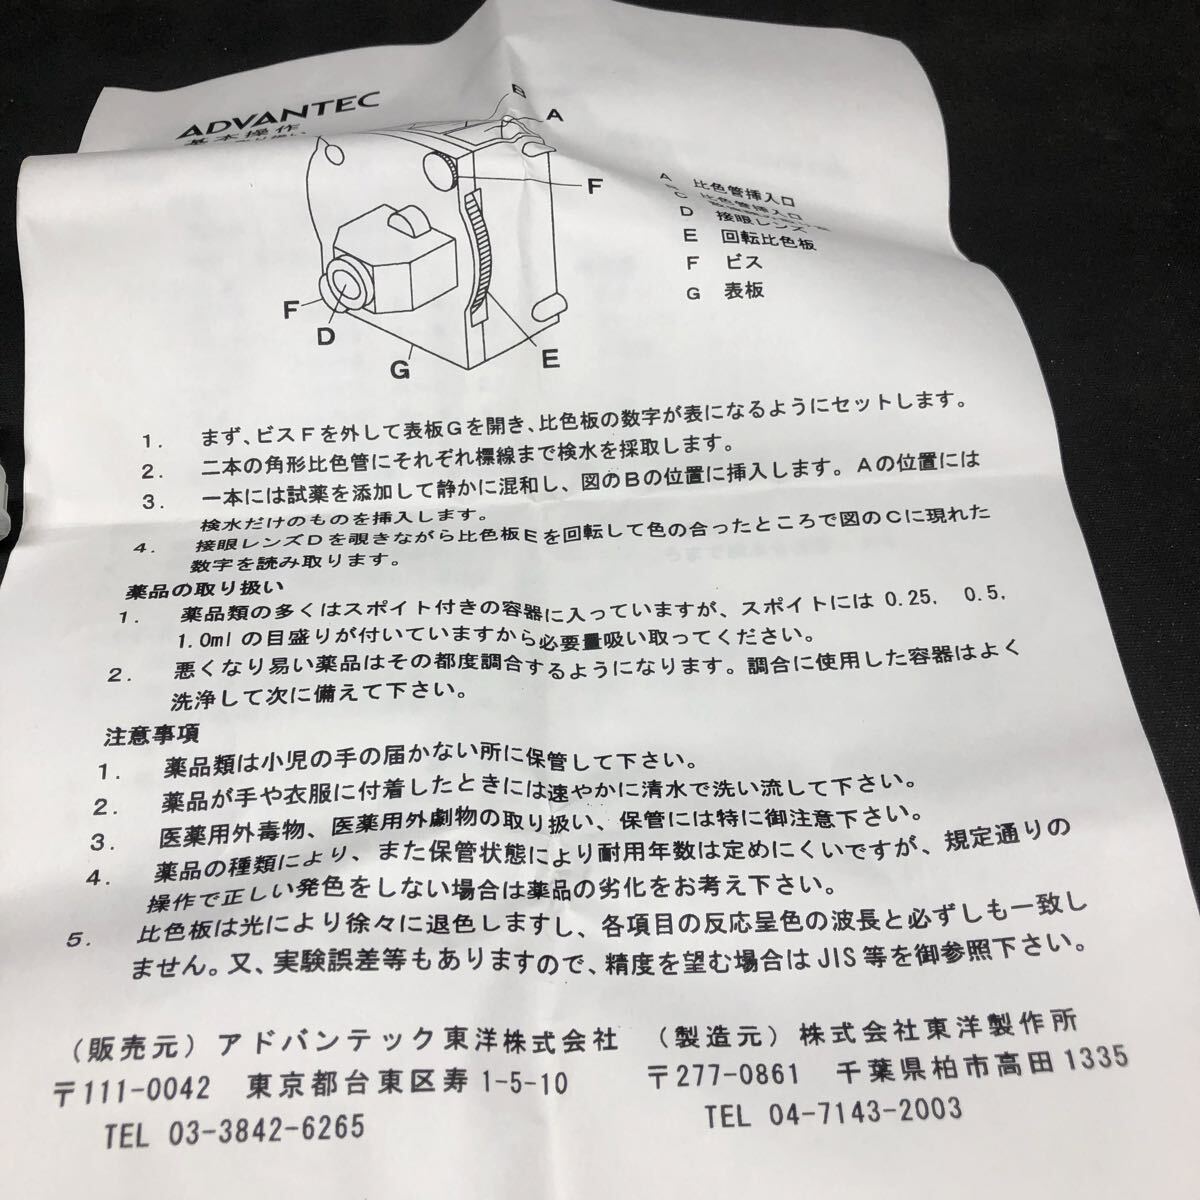 ADVANTEC
基本操作
B
A
F
F
D
G
E
A 比色管挿入口
C 比色管挿入口
D 接眼レンズ
E 回転比色板
F ビス
G 表板
1. まず、ビスFを外して表板Gを開き、比色板の数字が表になるようにセットします。
2. 二本の角形比色管にそれぞれ標線まで検水を採取します。
3. 一本には試薬を添加して静かに混和し、図のBの位置に挿入します。Aの位置には
検水だけのものを挿入します。
4. 接眼レンズDを覗きながら比色板Eを回転して色の合ったところで図のCに現れた
数字を読み取ります。
薬品の取り扱い
1. 薬品類の多くはスポイト付きの容器に入っていますが、スポイトには 0.25, 0.5,
1.0mlの目盛りが付いていますから必要量吸い取ってください。
2. 悪くなり易い薬品はその都度調合するようになります。調合に使用した容器はよく
洗浄して次に備えて下さい。
注意事項
1. 薬品類は小児の手の届かない所に保管して下さい。
2. 薬品が手や衣服に付着したときには速やかに清水で洗い流して下さい。
3. 医薬用外毒物、医薬用外劇物の取り扱い、保管には特に御注意下さい。
4. 薬品の種類により、また保管状態により耐用年数は定めにくいですが、規定通りの
操作で正しい発色をしない場合は薬品の劣化をお考え下さい。
5. 比色板は光により徐々に退色しますし、各項目の反応呈色の波長と必ずしも一致し
ません。又、実験誤差等もありますので、精度を望む場合はJIS等を御参照下さい。
(販売元) アドバンテック東洋株式会社
〒111-0042 東京都台東区寿1-5-10
TEL 03-3842-6265
(製造元) 株式会社東洋製作所
〒277-0861 千葉県柏市高田1335
TEL 04-7143-2003